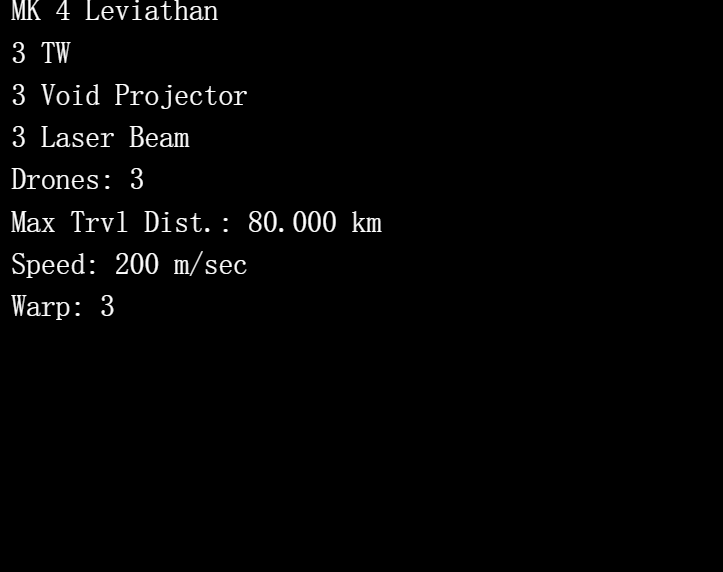 MK 4 Leviathan
3 TW
3 Void Projector
3 Laser Beam
Drones: 3
Max Trvl Dist.: 80.000 km
Speed: 200 m/sec
Warp: 3